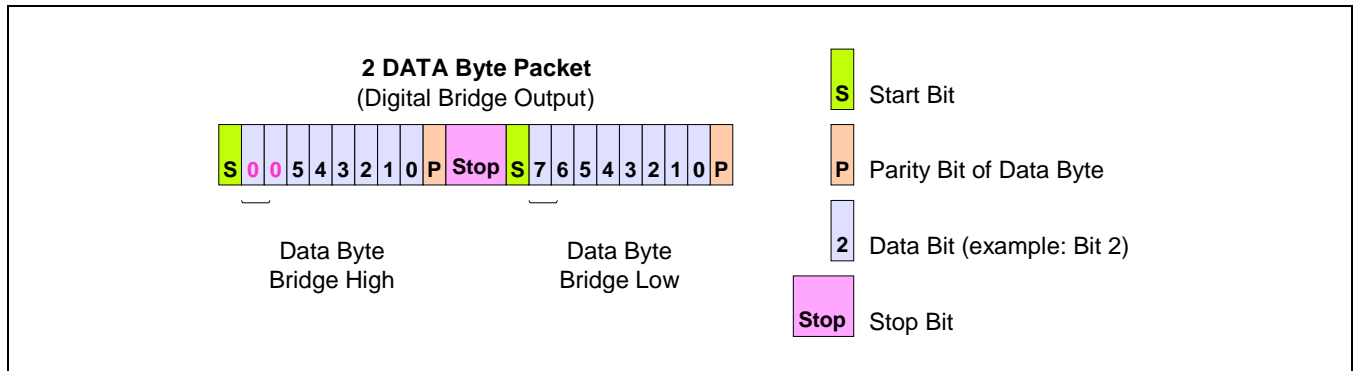 2 DATA Byte Packet
(Digital Bridge Output)
S 0 0 5 4 3 2 1 0 P Stop S 7 6 5 4 3 2 1 0 P
Data Byte
Bridge High
Data Byte
Bridge Low
S Start Bit
P Parity Bit of Data Byte
2 Data Bit (example: Bit 2)
Stop Stop Bit